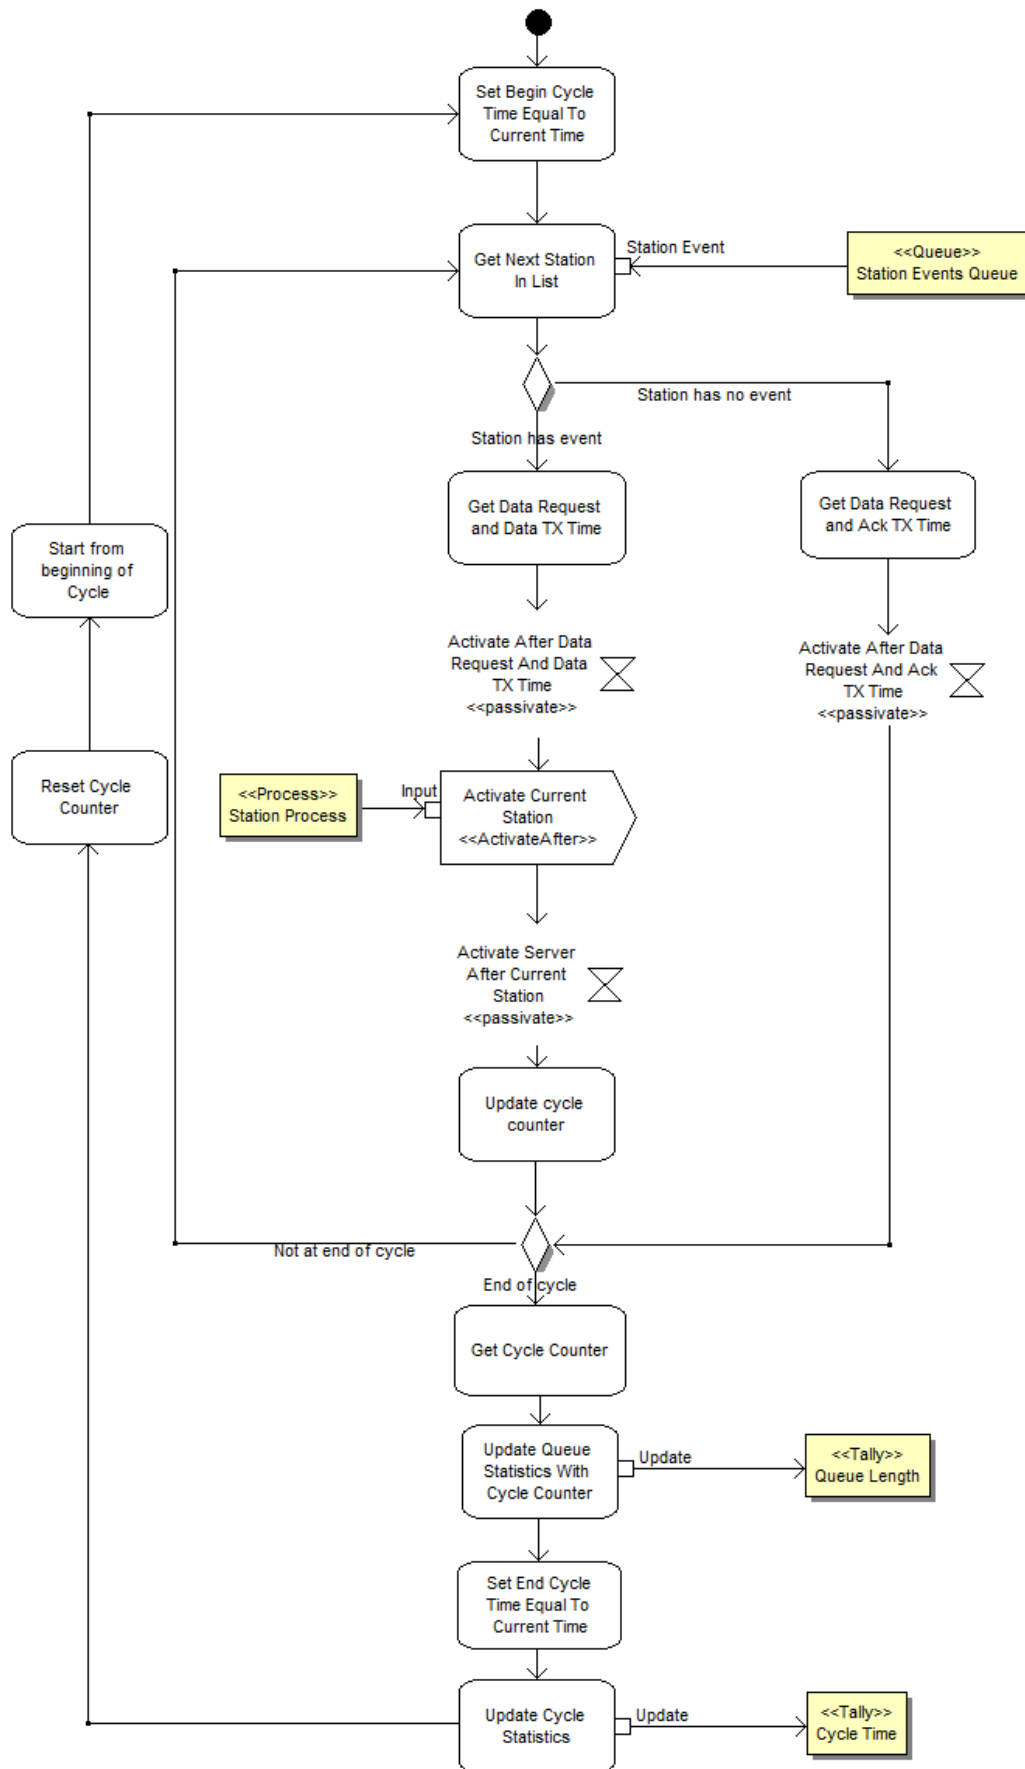 Set Begin Cycle
Time Equal To
Current Time
Get Next Station
In List
Station Event
<<Queue>>
Station Events Queue
Station has no event
Station has event
Get Data Request
and Data TX Time
Get Data Request
and Ack TX Time
Start from
beginning of
Cycle
Activate After Data
Request And Data
TX Time
<<passivate>>
Activate After Data
Request And Ack
TX Time
<<passivate>>
Reset Cycle
Counter
<<Process>>
Station Process
Input
Activate Current
Station
<<ActivateAfter>>
Activate Server
After Current
Station
<<passivate>>
Update cycle
counter
Not at end of cycle
End of cycle
Get Cycle Counter
Update Queue
Statistics With
Cycle Counter
Update
<<Tally>>
Queue Length
Set End Cycle
Time Equal To
Current Time
Update Cycle
Statistics
Update
<<Tally>>
Cycle Time